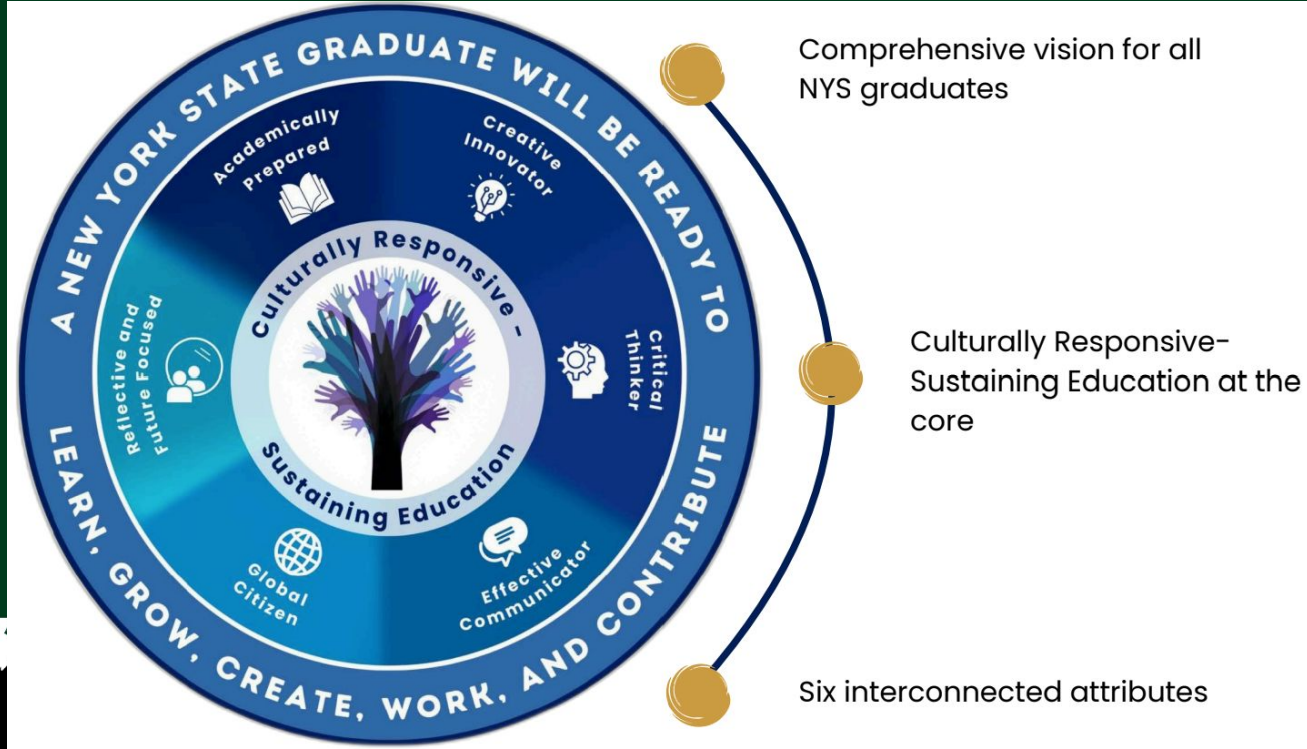 A NEW YORK STATE GRADUATE WILL BE READY TO
LEARN, GROW, CREATE, WORK, AND CONTRIBUTE
Academically
Prepared
Creative
Innovator
Critical
Thinker
Effective
Communicator
Global
Citizen
Reflective and
Future Focused
Culturally Responsive -
Sustaining Education
Comprehensive vision for all
NYS graduates
Culturally Responsive-
Sustaining Education at the
core
Six interconnected attributes